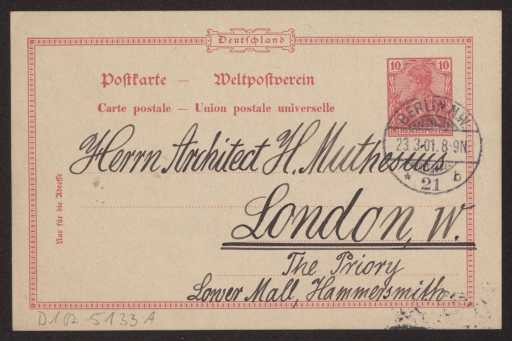 Deutschland
Postkarte — Weltpostverein
Carte postale — Union postale universelle
10 10
BERLIN N.W.
23.3.01.8-9N.
* 21 b
Herrn Architect H. Muthesius
London, W.
The Priory
Lower Mall, Hammersmith
Nur für die Adresse
D102-5133A